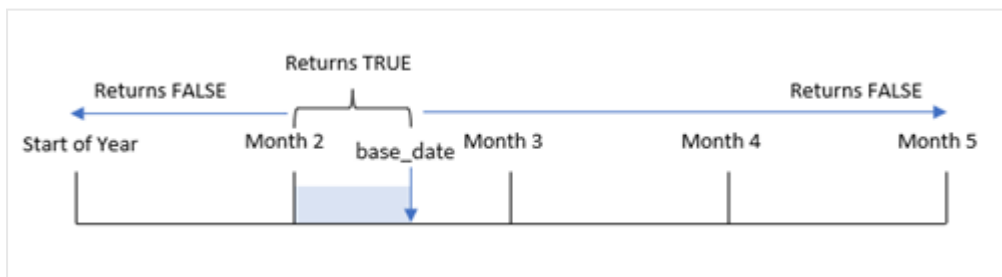 Returns TRUE
Returns FALSE
Returns FALSE
Start of Year
Month 2
base_date
Month 3
Month 4
Month 5